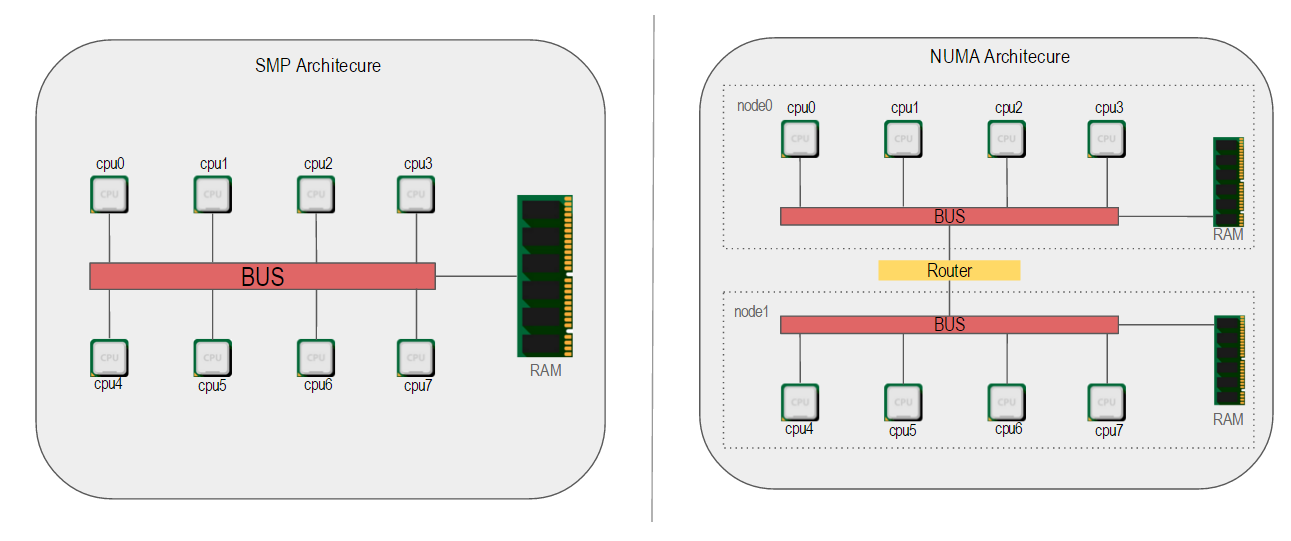 SMP Architecure
cpu0 cpu1 cpu2 cpu3
CPU CPU CPU CPU
BUS
CPU CPU CPU CPU
cpu4 cpu5 cpu6 cpu7
RAM
NUMA Architecure
node0
cpu0 cpu1 cpu2 cpu3
CPU CPU CPU CPU
BUS
RAM
Router
node1
BUS
CPU CPU CPU CPU
cpu4 cpu5 cpu6 cpu7
RAM